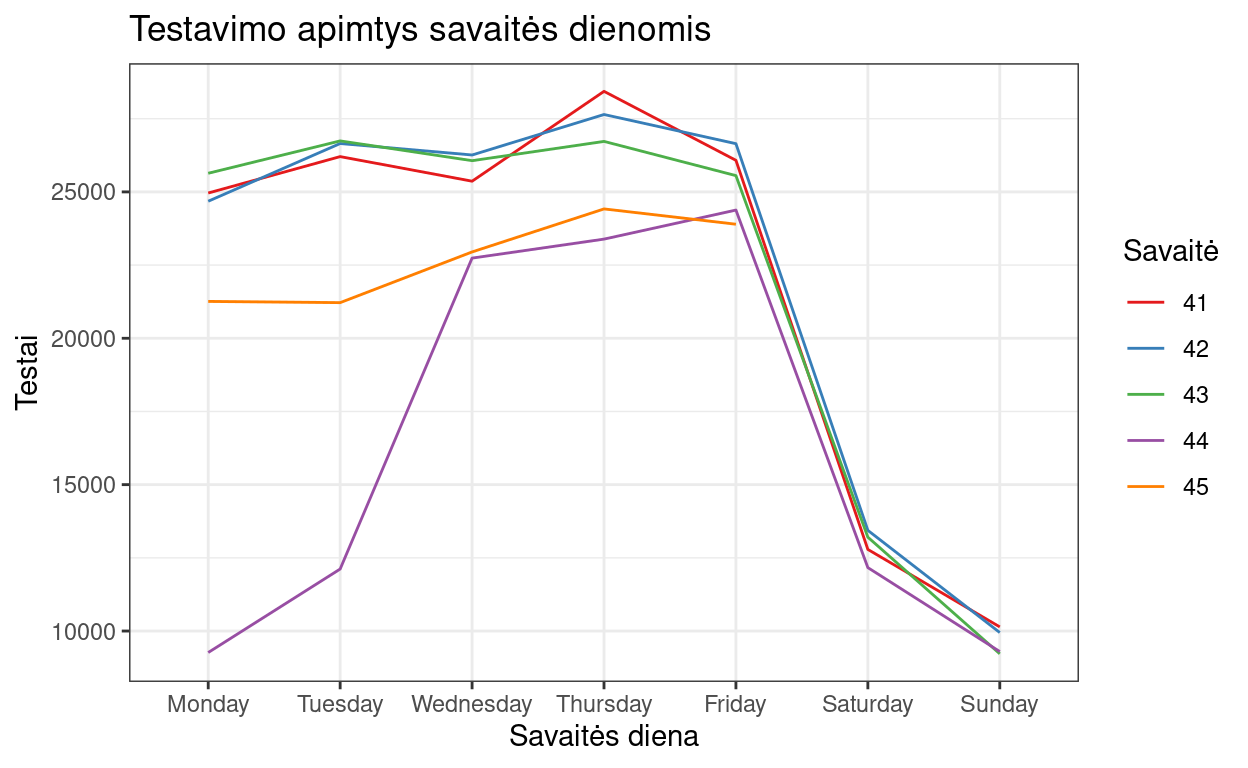 Testavimo apimtys savaitės dienomis
Testai
25000
20000
15000
10000
Monday Tuesday Wednesday Thursday Friday Saturday Sunday
Savaitės diena
Savaitė
41
42
43
44
45